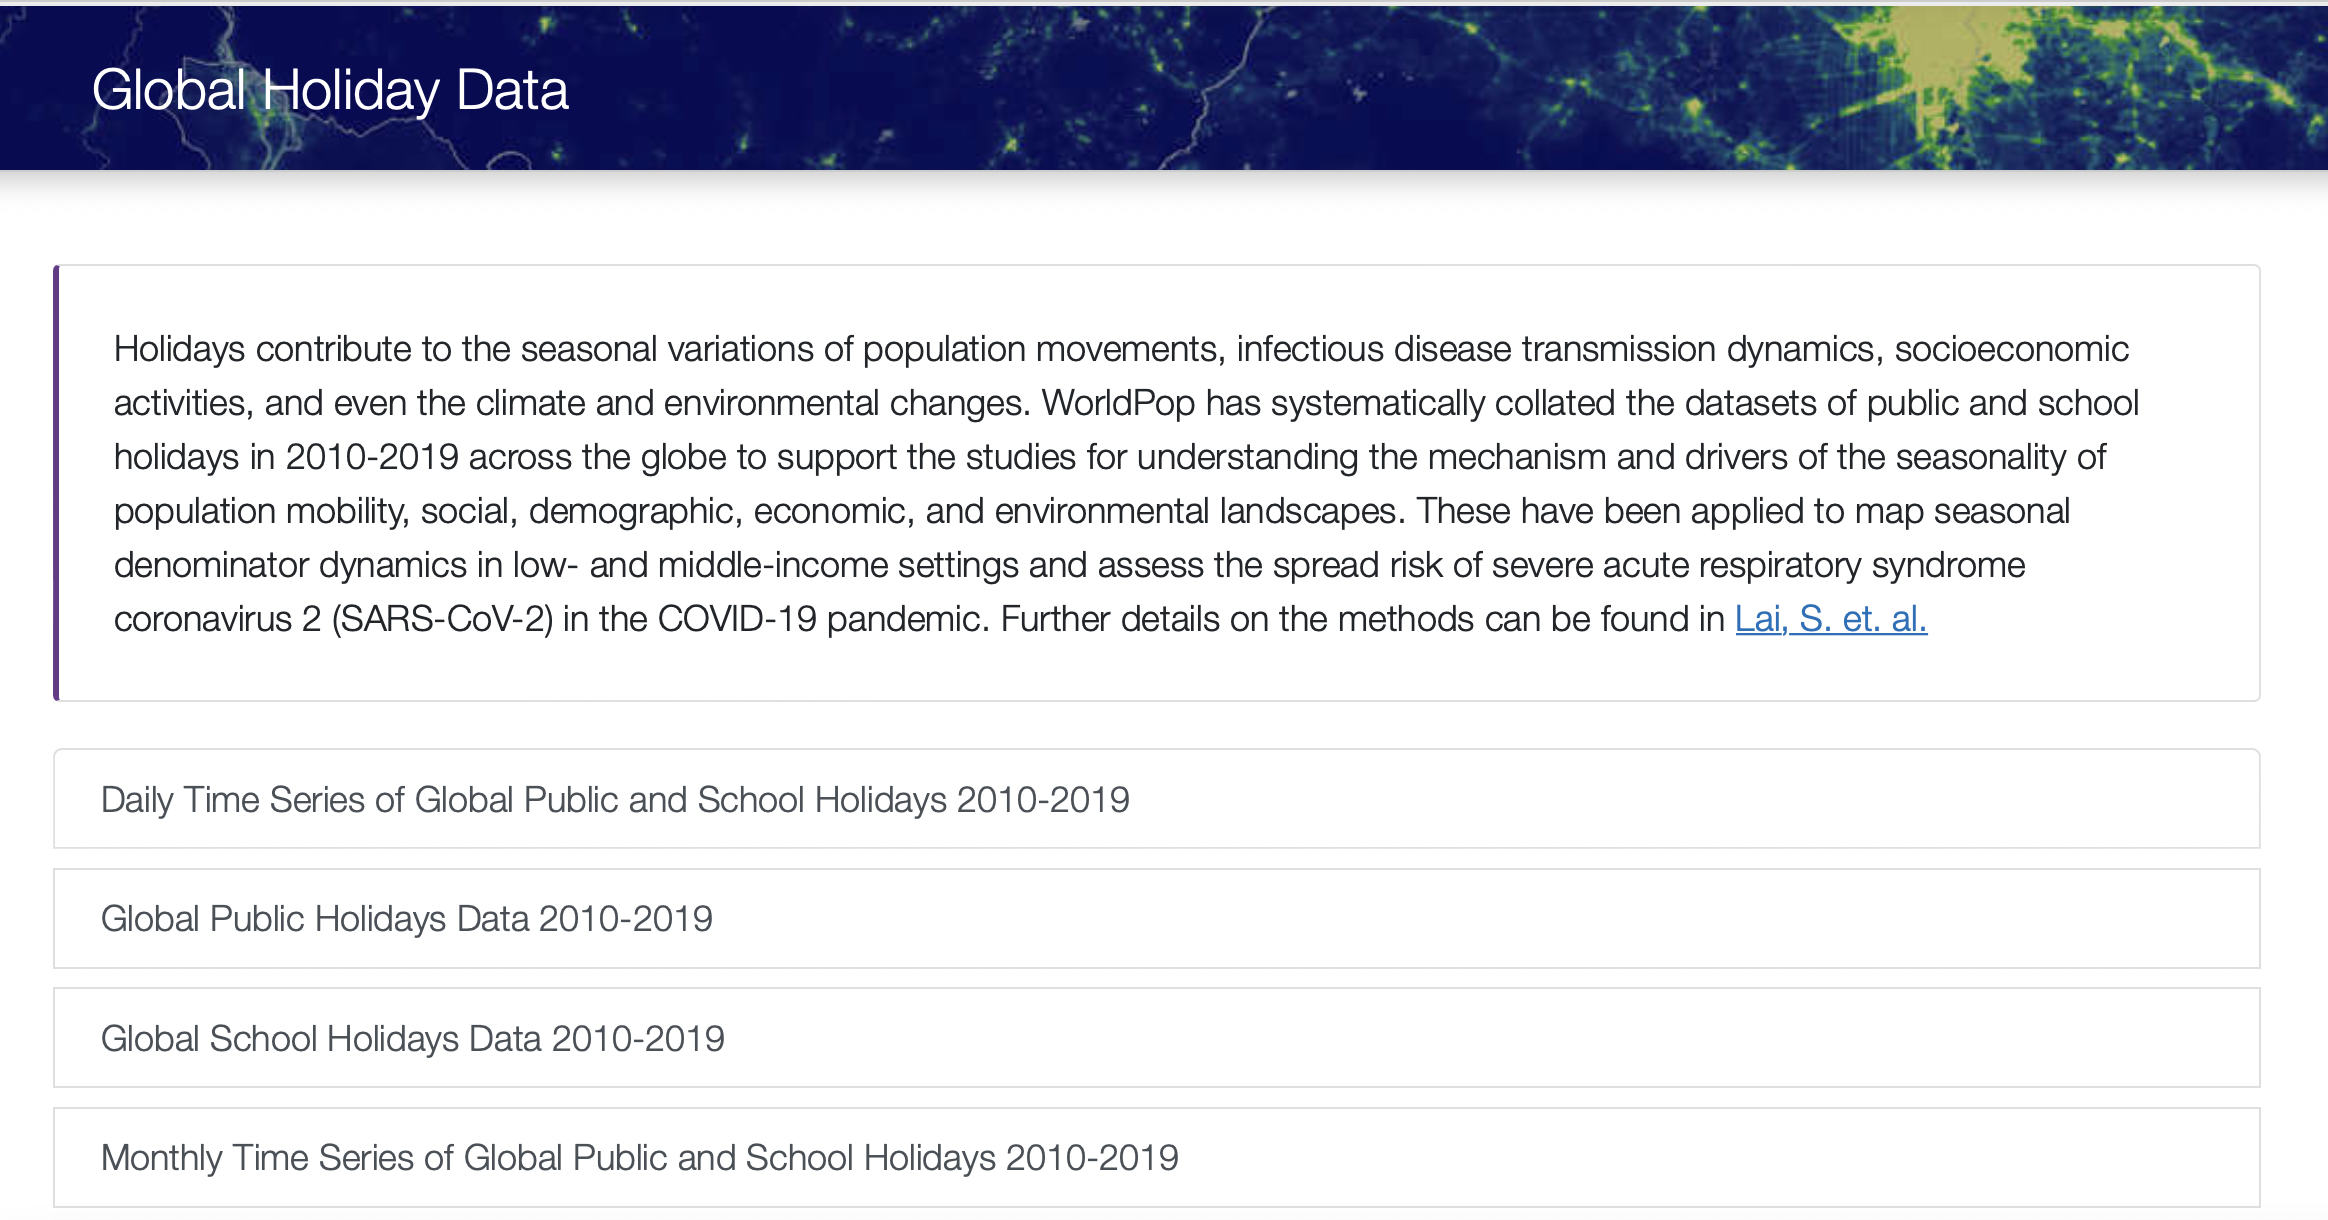 Global Holiday Data
Holidays contribute to the seasonal variations of population movements, infectious disease transmission dynamics, socioeconomic
activities, and even the climate and environmental changes. WorldPop has systematically collated the datasets of public and school
holidays in 2010-2019 across the globe to support the studies for understanding the mechanism and drivers of the seasonality of
population mobility, social, demographic, economic, and environmental landscapes. These have been applied to map seasonal
denominator dynamics in low- and middle-income settings and assess the spread risk of severe acute respiratory syndrome
coronavirus 2 (SARS-CoV-2) in the COVID-19 pandemic. Further details on the methods can be found in Lai, S. et. al.
Daily Time Series of Global Public and School Holidays 2010-2019
Global Public Holidays Data 2010-2019
Global School Holidays Data 2010-2019
Monthly Time Series of Global Public and School Holidays 2010-2019